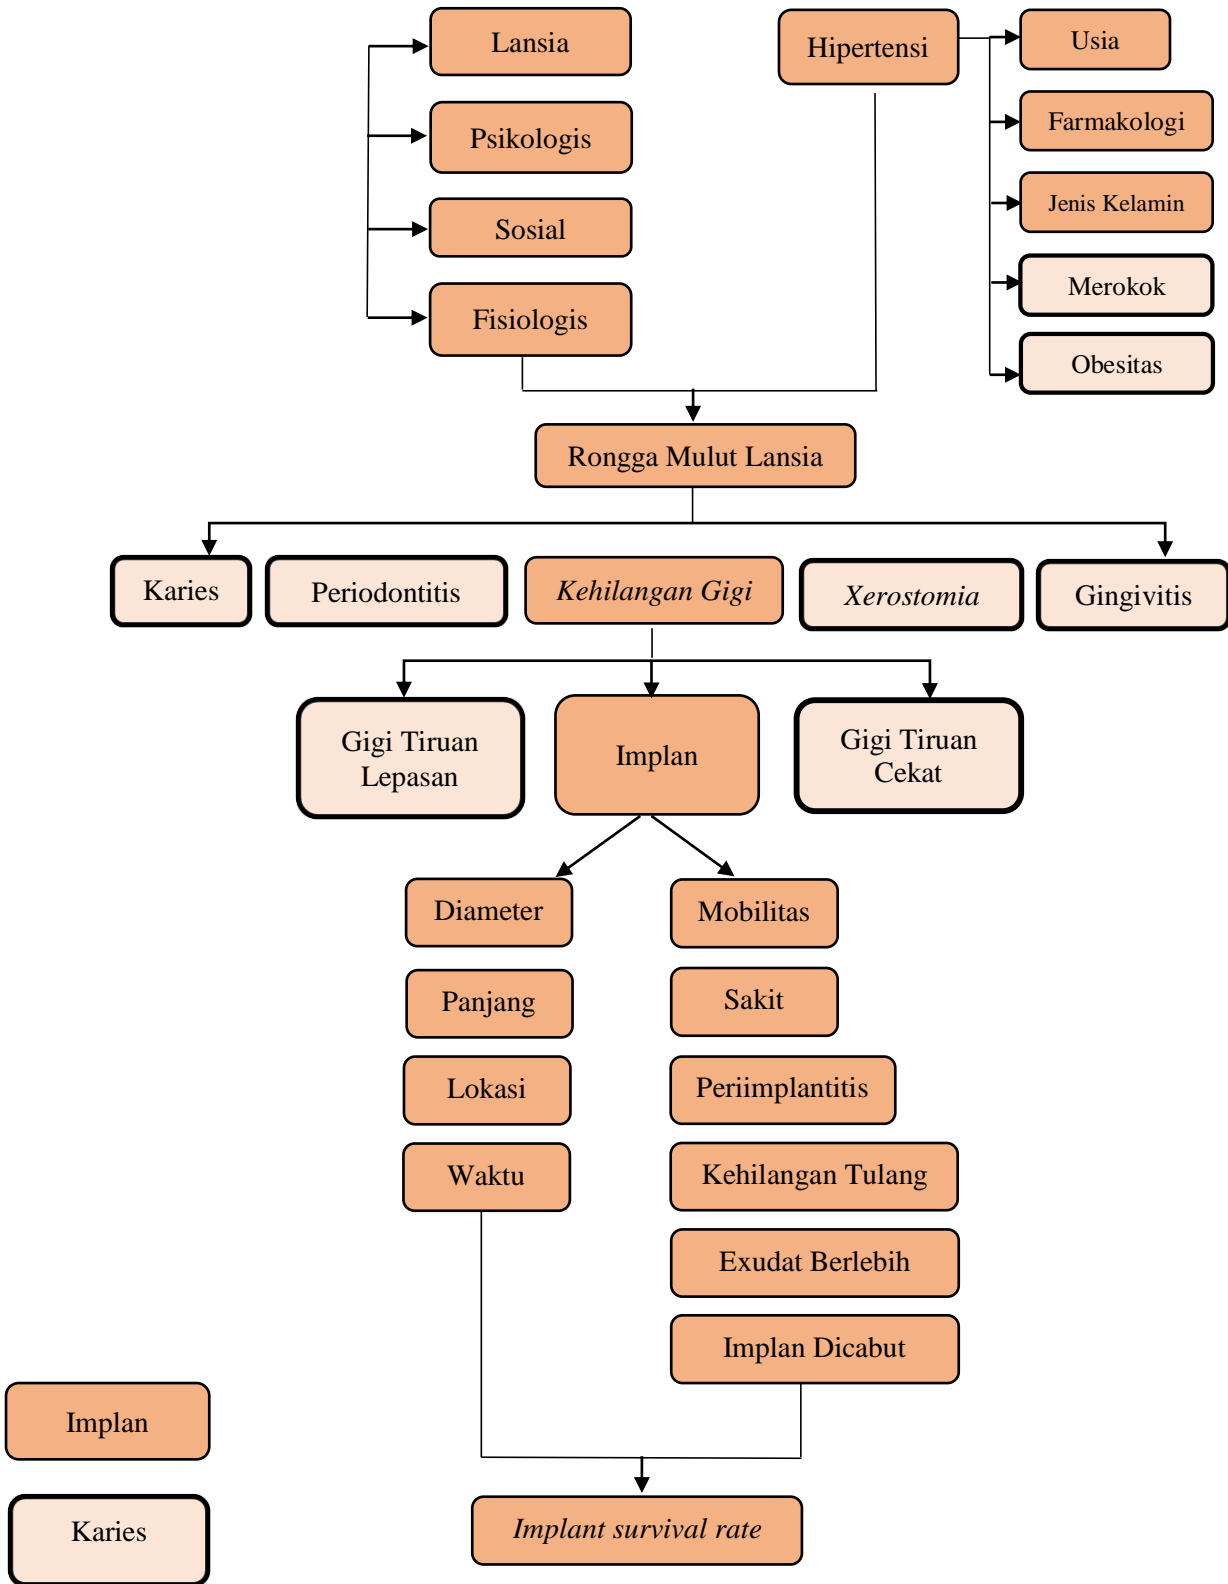 Lansia
Psikologis
Sosial
Fisiologis
Hipertensi
Usia
Farmakologi
Jenis Kelamin
Merokok
Obesitas
Rongga Mulut Lansia
Karies
Periodontitis
Kehilangan Gigi
Xerostomia
Gingivitis
Gigi Tiruan
Lepasan
Implan
Gigi Tiruan
Cekat
Diameter
Panjang
Lokasi
Waktu
Mobilitas
Sakit
Periimplantitis
Kehilangan Tulang
Exudat Berlebih
Implan Dicabut
Implant survival rate
Implan
Karies